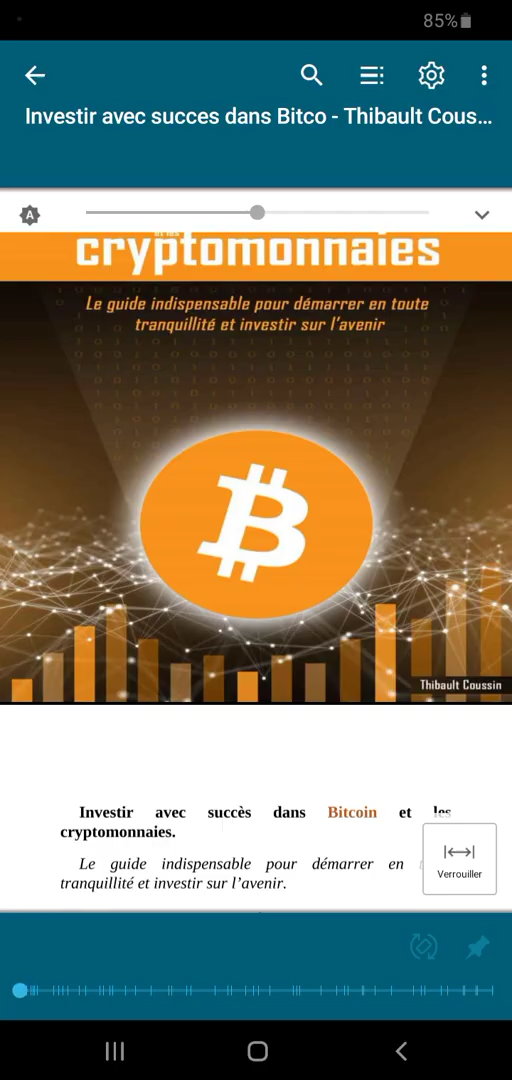 85%
Investir avec succes dans Bitco - Thibault Cous...
A
et les
cryptomonnaies
Le guide indispensable pour démarrer en toute
tranquillité et investir sur l'avenir
Thibault Coussin
Investir avec succès dans Bitcoin et les
cryptomonnaies.
Le guide indispensable pour démarrer en
tranquillité et investir sur l'avenir.
Verrouiller